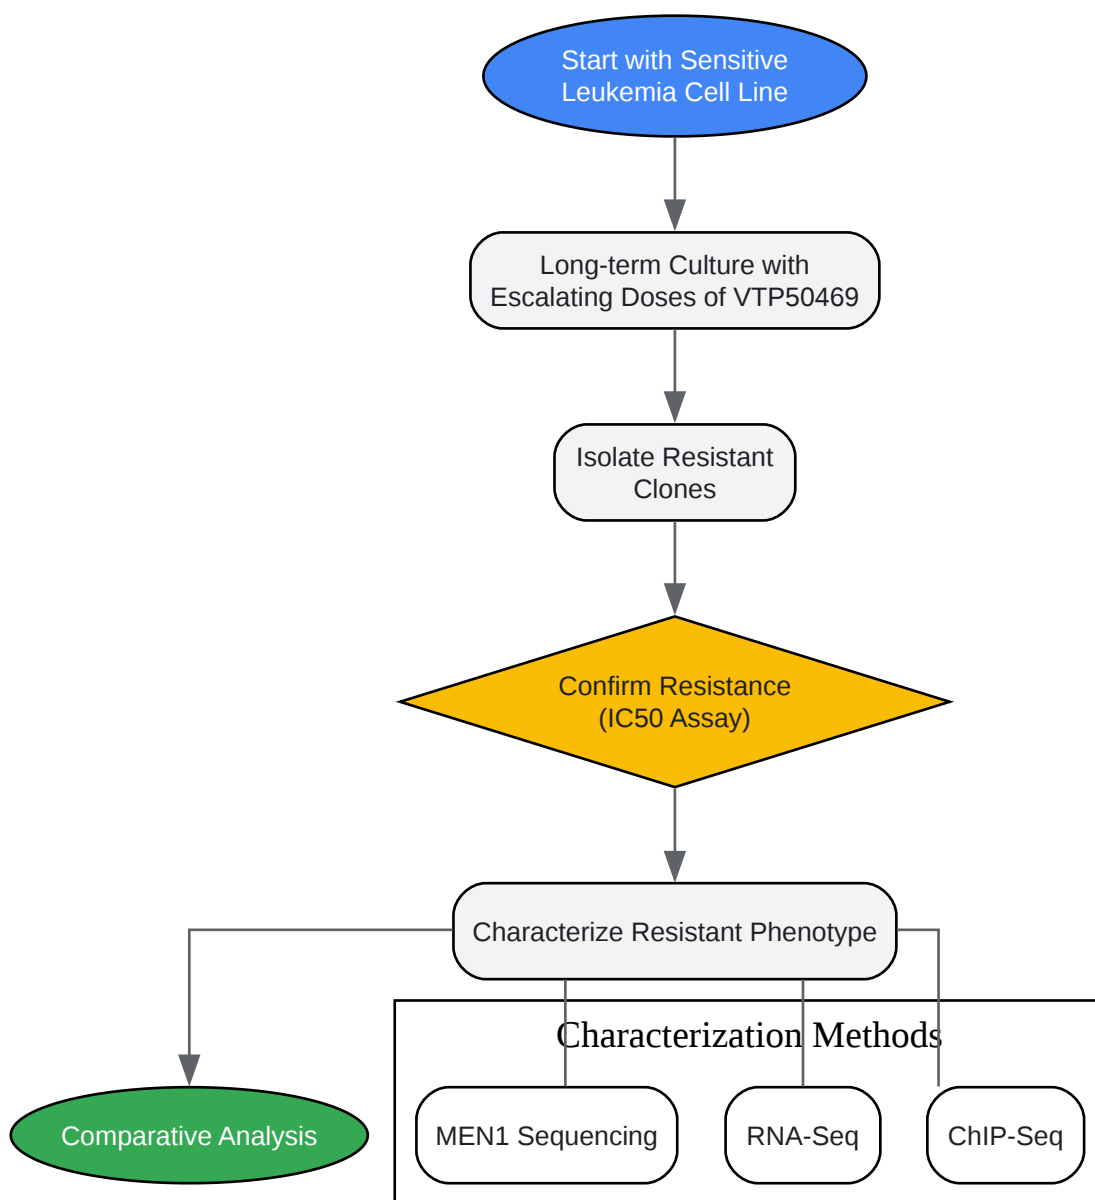 Start with Sensitive
Leukemia Cell Line
Long-term Culture with
Escalating Doses of VTP50469
Isolate Resistant
Clones
Confirm Resistance
(IC50 Assay)
Characterize Resistant Phenotype
Characterization Methods
Comparative Analysis
MEN1 Sequencing
RNA-Seq
ChIP-Seq